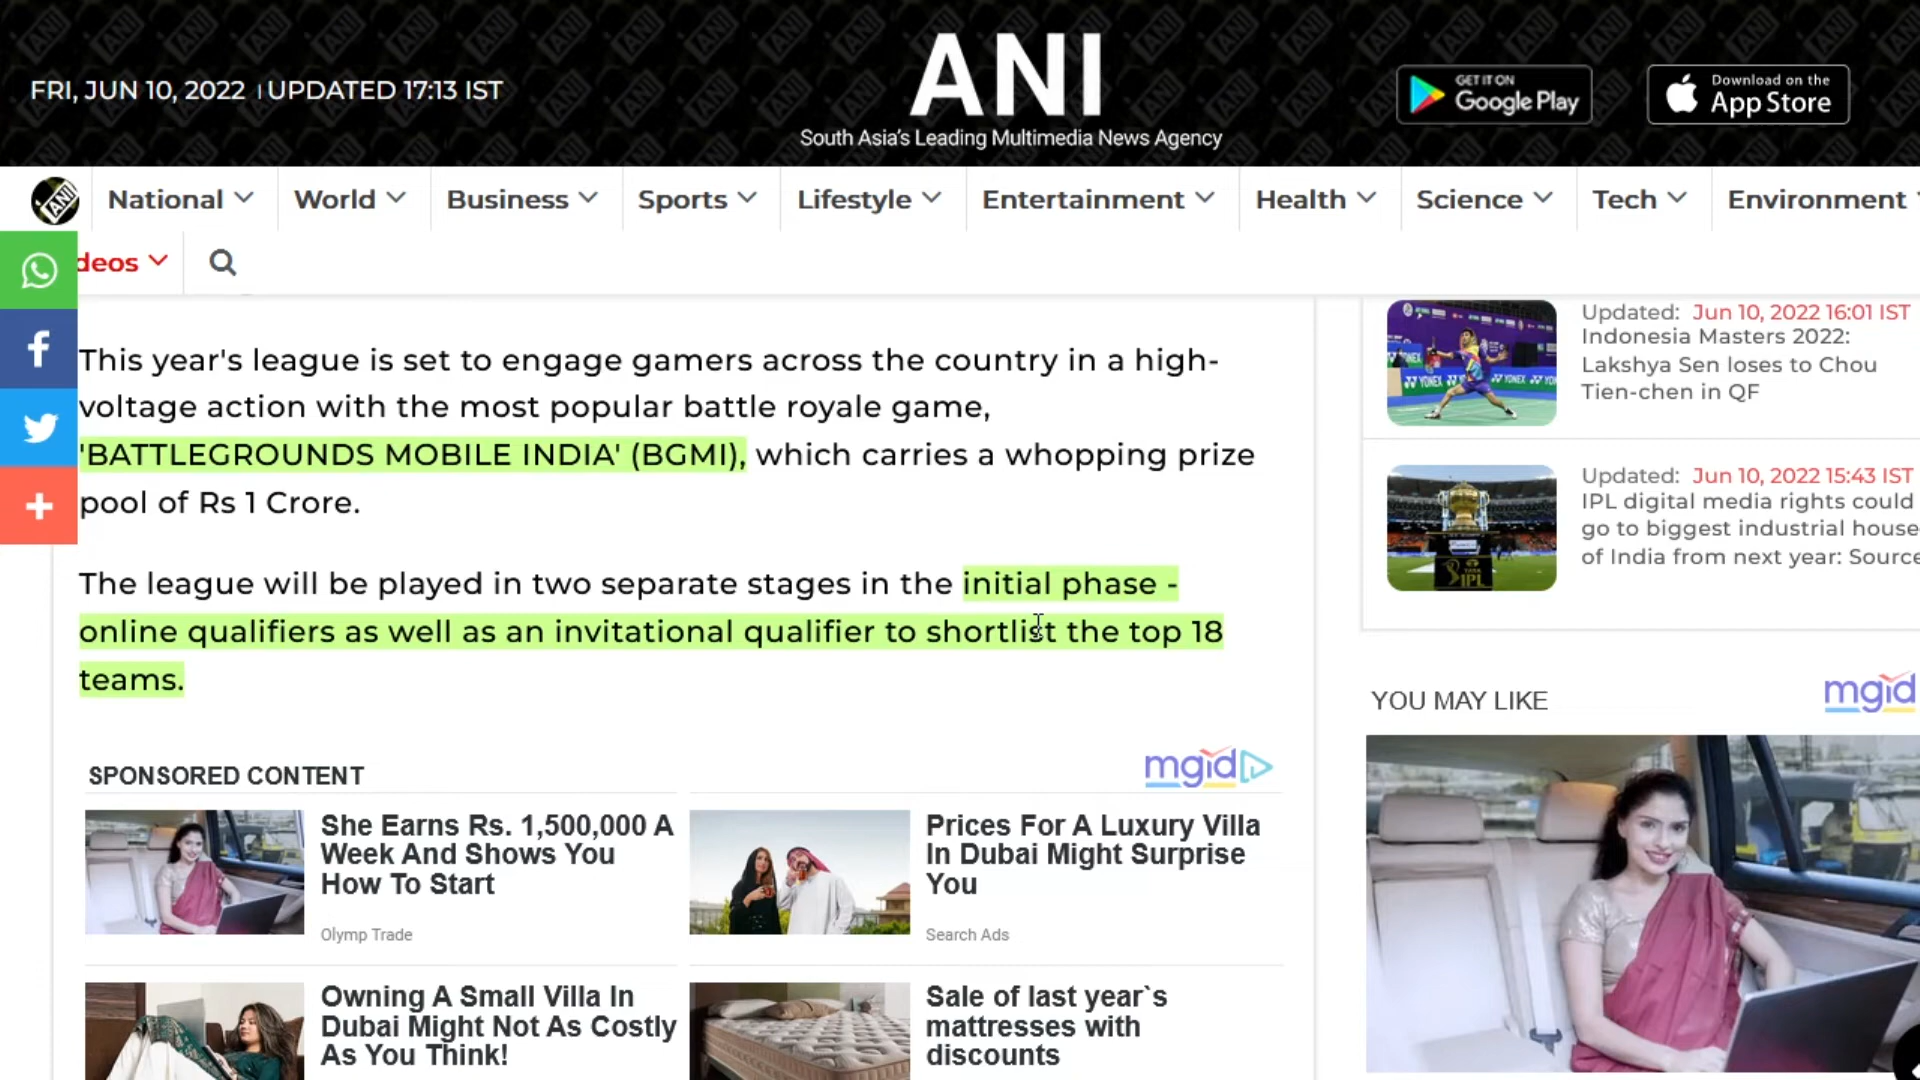 FRI, JUN 10, 2022 | UPDATED 17:13 IST
ANI
South Asia's Leading Multimedia News Agency
GET IT ON
Google Play
Download on the
App Store
ANI National World Business Sports Lifestyle Entertainment Health Science Tech Environment
deos
This year's league is set to engage gamers across the country in a high-
voltage action with the most popular battle royale game,
'BATTLEGROUNDS MOBILE INDIA' (BGMI), which carries a whopping prize
pool of Rs 1 Crore.
The league will be played in two separate stages in the initial phase -
online qualifiers as well as an invitational qualifier to shortlist the top 18
teams.
SPONSORED CONTENT
mgid
She Earns Rs. 1,500,000 A
Week And Shows You
How To Start
Olymp Trade
Prices For A Luxury Villa
In Dubai Might Surprise
You
Search Ads
Owning A Small Villa In
Dubai Might Not As Costly
As You Think!
Sale of last year`s
mattresses with
discounts
Updated: Jun 10, 2022 16:01 IST
Indonesia Masters 2022:
Lakshya Sen loses to Chou
Tien-chen in QF
Updated: Jun 10, 2022 15:43 IST
IPL digital media rights could
go to biggest industrial house
of India from next year: Source
YOU MAY LIKE
mgid